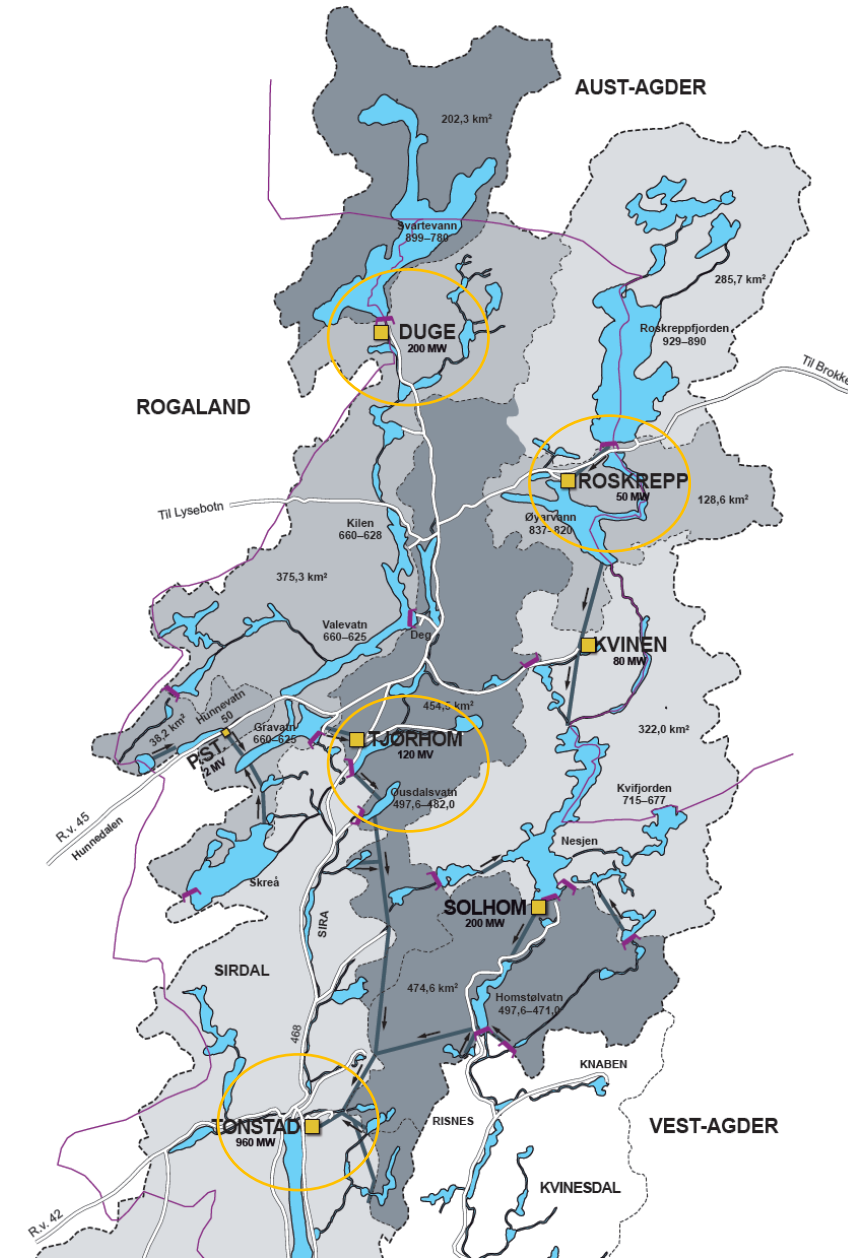 AUST-AGDER
202,3 km²
Svartevann
899–780
285,7 km²
DUGE
200 MW
Roskreppfjorden
929–890
Til Brokke
ROGALAND
ROSKREPP
50 MW
128,6 km²
Til Lysebotn
Øyarvann
837–820
Kilen
660–628
375,3 km²
Valevatn
660–625
Deg
KVINEN
80 MW
454,5 km²
322,0 km²
38,2 km²
Hunnevatn
50
Gravatn
660–625
TJØRHOM
120 MV
PST.
2 MV
Ousdalsvatn
497,6–482,0
Kvifjorden
715–677
R.v. 45
Hunnedalen
Nesjen
Skreå
SOLHOM
200 MW
SIRA
SIRDAL
474,6 km²
Homstølvatn
497,6–471,0
468
KNABEN
TONSTAD
960 MW
RISNES
VEST-AGDER
KVINESDAL
R.v. 42